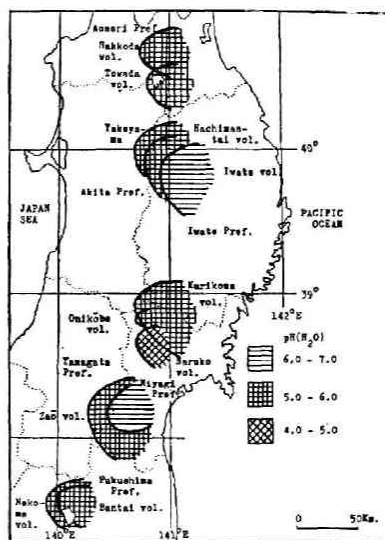 Aomori Pref.
Hakkoda
vol.
Towada
vol.
Takaya
ma
Hachiman-
tai vol.
40°
Iwate vol.
Akita Pref.
JAPAN
SEA
PACIFIC
OCEAN
Iwate Pref.
39°
Kurikoma
vol.
142°E
Onikōbe
vol.
pH(H₂O)
6.0 - 7.0
Yamagata
Pref.
Naruko
vol.
Miyagi
Pref.
5.0 - 6.0
Zaō vol.
4.0 - 5.0
Fukushima
Pref.
Bantai vol.
vol.
140°E
141°E
0 50Km.